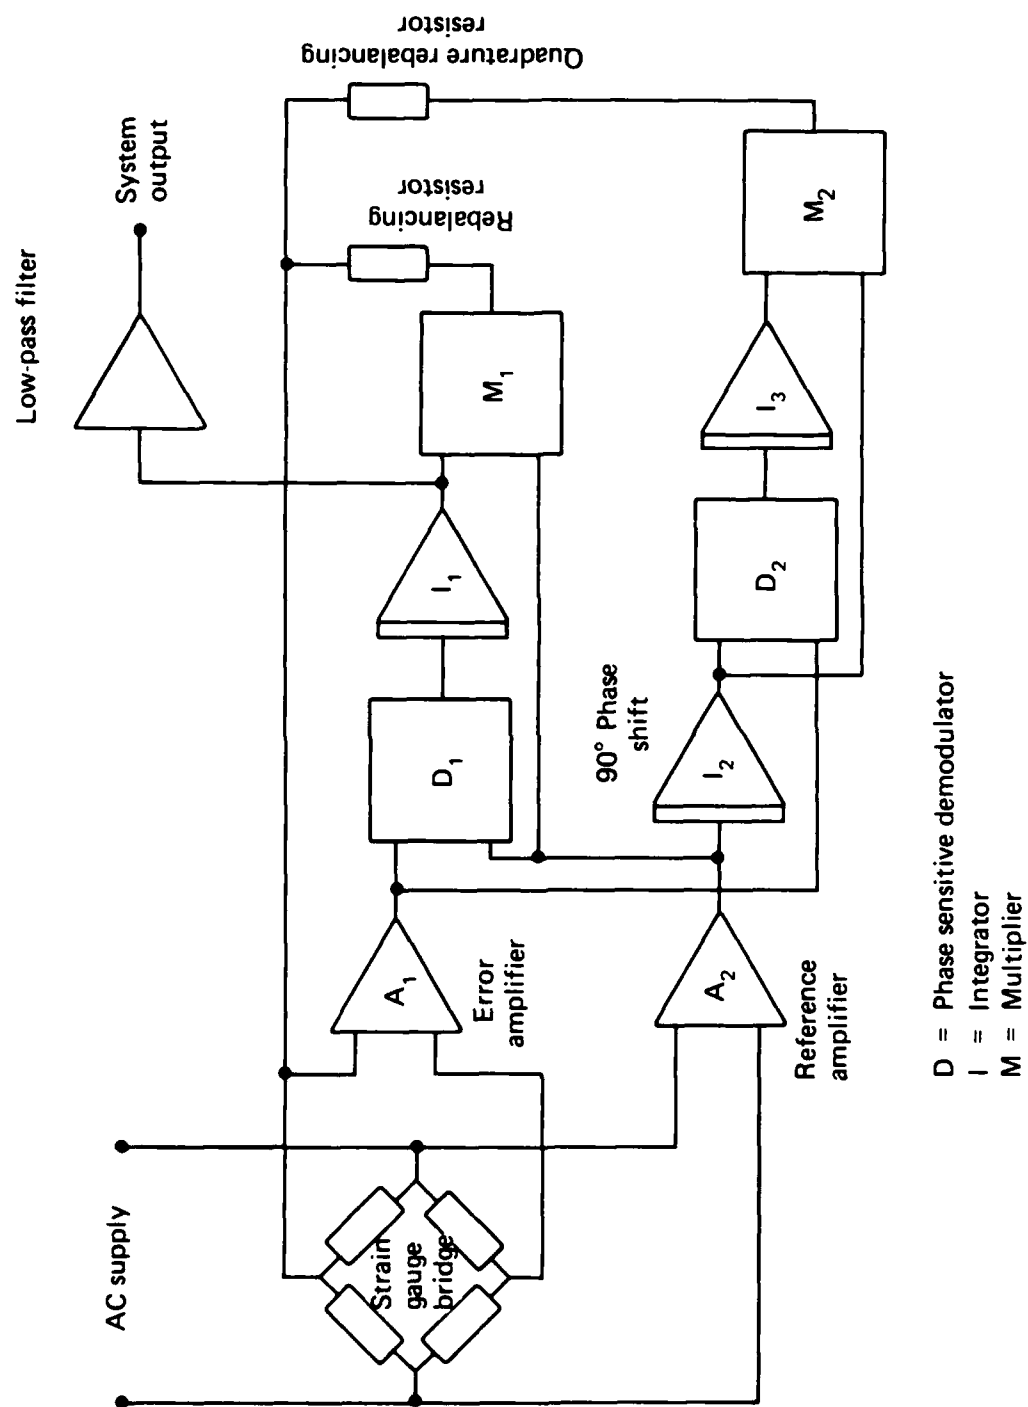 AC supply
Strain
gauge
bridge
A1
Error
amplifier
A2
Reference
amplifier
D1
90° Phase
shift
I2
I1
D2
I3
M1
M2
Low-pass filter
System
output
Rebalancing
resistor
Quadrature rebalancing
resistor
D = Phase sensitive demodulator
I = Integrator
M = Multiplier